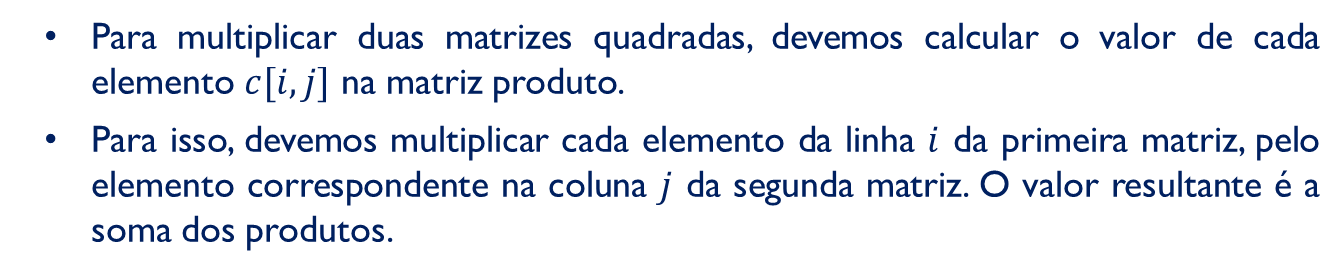 • Para multiplicar duas matrizes quadradas, devemos calcular o valor de cada
elemento c[i, j] na matriz produto.
• Para isso, devemos multiplicar cada elemento da linha i da primeira matriz, pelo
elemento correspondente na coluna j da segunda matriz. O valor resultante é a
soma dos produtos.